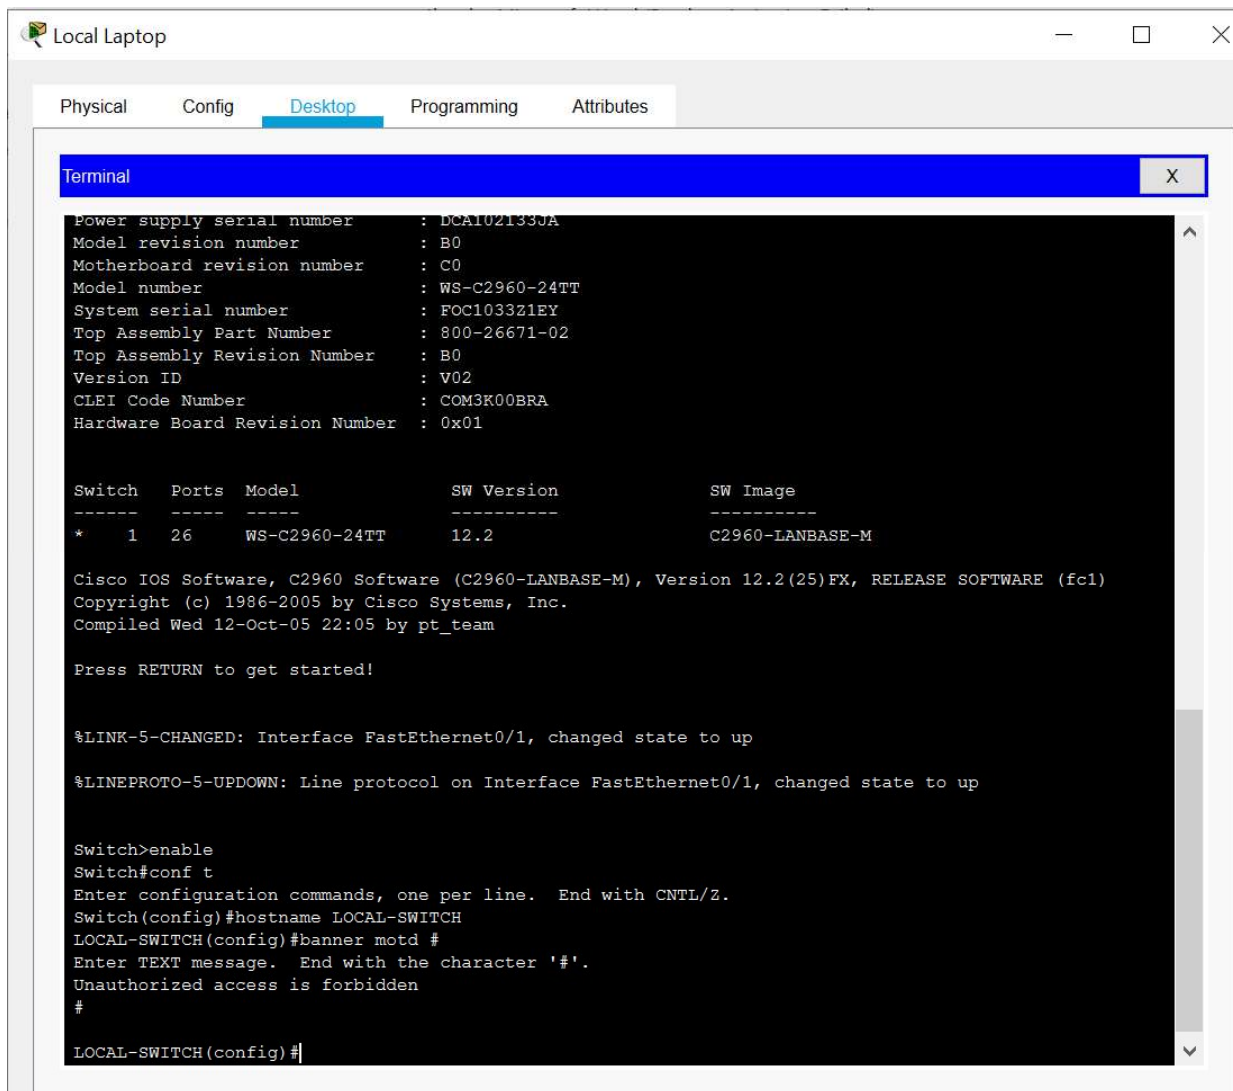 Local Laptop
Physical Config Desktop Programming Attributes
Terminal X
Power supply serial number : DCA102133JA
Model revision number : B0
Motherboard revision number : C0
Model number : WS-C2960-24TT
System serial number : FOC1033Z1EY
Top Assembly Part Number : 800-26671-02
Top Assembly Revision Number : B0
Version ID : V02
CLEI Code Number : COM3K00BRA
Hardware Board Revision Number : 0x01
Switch Ports Model SW Version SW Image
------ ----- ----- ---------- ----------
* 1 26 WS-C2960-24TT 12.2 C2960-LANBASE-M
Cisco IOS Software, C2960 Software (C2960-LANBASE-M), Version 12.2(25)FX, RELEASE SOFTWARE (fc1)
Copyright (c) 1986-2005 by Cisco Systems, Inc.
Compiled Wed 12-Oct-05 22:05 by pt_team
Press RETURN to get started!
%LINK-5-CHANGED: Interface FastEthernet0/1, changed state to up
%LINEPROTO-5-UPDOWN: Line protocol on Interface FastEthernet0/1, changed state to up
Switch>enable
Switch#conf t
Enter configuration commands, one per line.  End with CNTL/Z.
Switch(config)#hostname LOCAL-SWITCH
LOCAL-SWITCH(config)#banner motd #
Enter TEXT message.  End with the character '#'.
Unauthorized access is forbidden
#
LOCAL-SWITCH(config)#